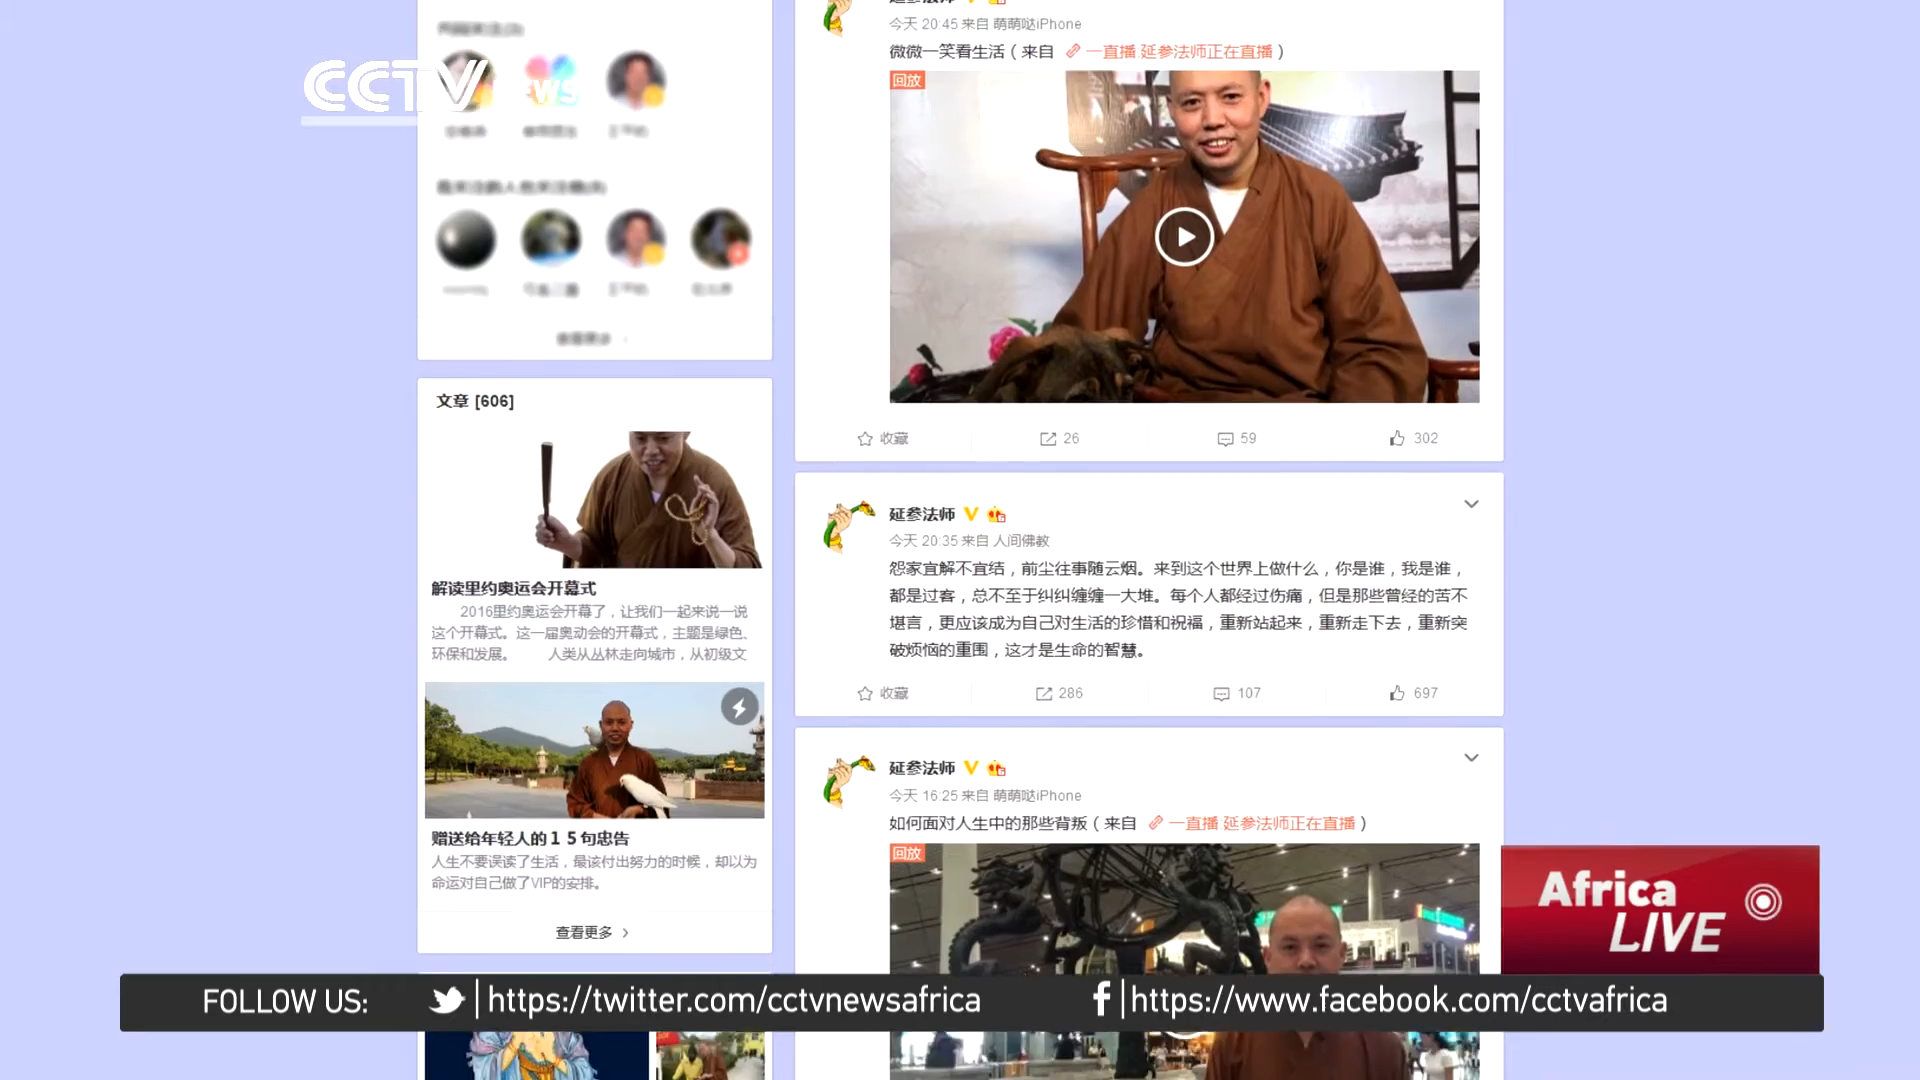 CCTV
NEWS
文章 [606]
解读里约奥运会开幕式
2016里约奥运会开幕了，让我们一起来说一说
这个开幕式。这一届奥动会的开幕式，主题是绿色、
环保和发展。 人类从丛林走向城市，从初级文
赠送给年轻人的１５句忠告
人生不要误读了生活，最该付出努力的时候，却以为
命运对自己做了VIP的安排。
查看更多 >
延参法师
今天 20:45 来自 萌萌哒iPhone
微微一笑看生活（来自 一直播 延参法师正在直播）
回放
收藏 26 59 302
延参法师
今天 20:35 来自 人间佛教
怨家宜解不宜结，前尘往事随云烟。来到这个世界上做什么，你是谁，我是谁，
都是过客，总不至于纠纠缠缠一大堆。每个人都经过伤痛，但是那些曾经的苦不
堪言，更应该成为自己对生活的珍惜和祝福，重新站起来，重新走下去，重新突
破烦恼的重围，这才是生命的智慧。
收藏 286 107 697
延参法师
今天 16:25 来自 萌萌哒iPhone
如何面对人生中的那些背叛（来自 一直播 延参法师正在直播）
回放
Africa
LIVE
FOLLOW US: | https://twitter.com/cctvnewsafrica | https://www.facebook.com/cctvafrica